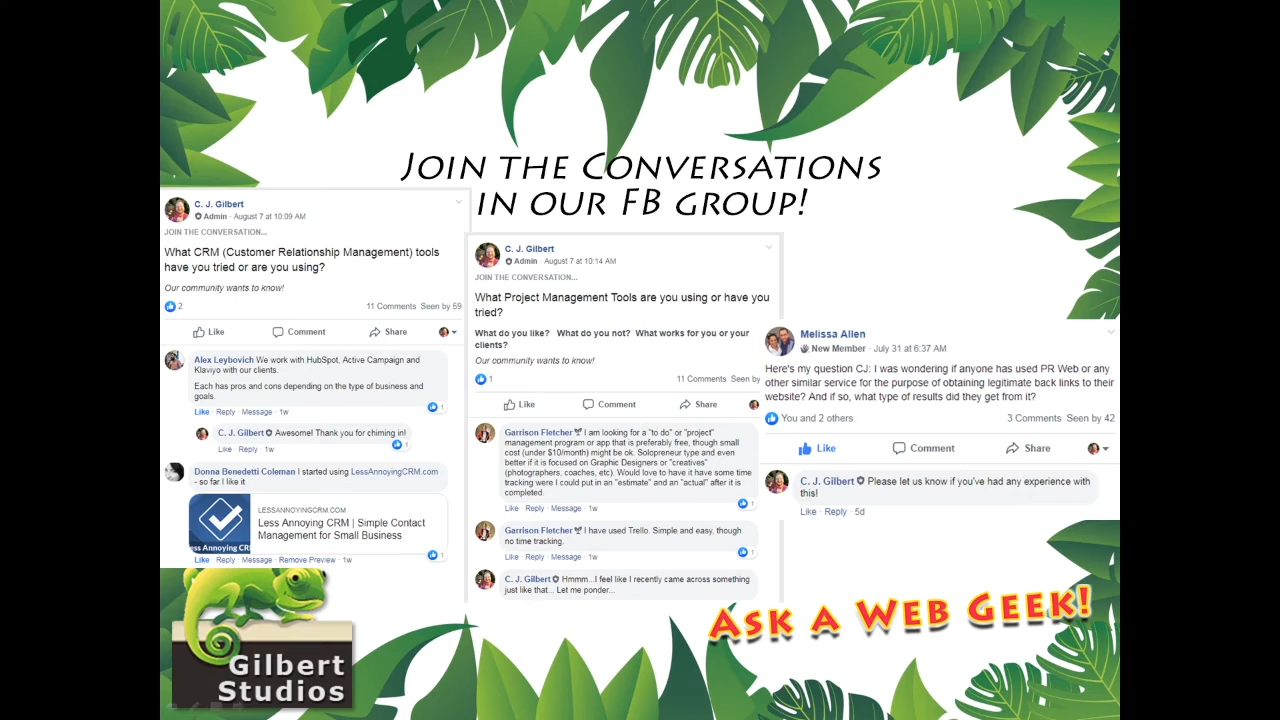 JOIN THE CONVERSATIONS
IN OUR FB GROUP!
C. J. Gilbert
Admin · August 7 at 10:09 AM
JOIN THE CONVERSATION...
What CRM (Customer Relationship Management) tools
have you tried or are you using?
Our community wants to know!
2
11 Comments Seen by 59
Like Comment Share
Alex Leybovich We work with HubSpot, Active Campaign and
Klaviyo with our clients.
Each has pros and cons depending on the type of business and
goals.
Like · Reply · Message · 1w
1
C. J. Gilbert Awesome! Thank you for chiming in!
Like · Reply · 1w
1
Donna Benedetti Coleman I started using LessAnnoyingCRM.com
- so far I like it
LESSANNOYINGCRM.COM
Less Annoying CRM | Simple Contact
Management for Small Business
ess Annoying CR
Like · Reply · Message · Remove Preview · 1w
1
C. J. Gilbert
Admin · August 7 at 10:14 AM
JOIN THE CONVERSATION...
What Project Management Tools are you using or have you
tried?
What do you like? What do you not? What works for you or your
clients?
Our community wants to know!
1
11 Comments Seen by
Like Comment Share
Garrison Fletcher I am looking for a "to do" or "project"
management program or app that is preferably free, though small
cost (under $10/month) might be ok. Solopreneur type and even
better if it is focused on Graphic Designers or "creatives"
(photographers, coaches, etc). Would love to have it have some time
tracking were I could put in an "estimate" and an "actual" after it is
completed.
Like · Reply · Message · 1w
1
Garrison Fletcher I have used Trello. Simple and easy, though
no time tracking.
Like · Reply · Message · 1w
1
C. J. Gilbert Hmmm...I feel like I recently came across something
just like that... Let me ponder...
Melissa Allen
New Member · July 31 at 6:37 AM
Here's my question CJ: I was wondering if anyone has used PR Web or any
other similar service for the purpose of obtaining legitimate back links to their
website? And if so, what type of results did they get from it?
You and 2 others
3 Comments Seen by 42
Like Comment Share
C. J. Gilbert Please let us know if you've had any experience with
this!
Like · Reply · 5d
ASK A WEB GEEK!
Gilbert
Studios